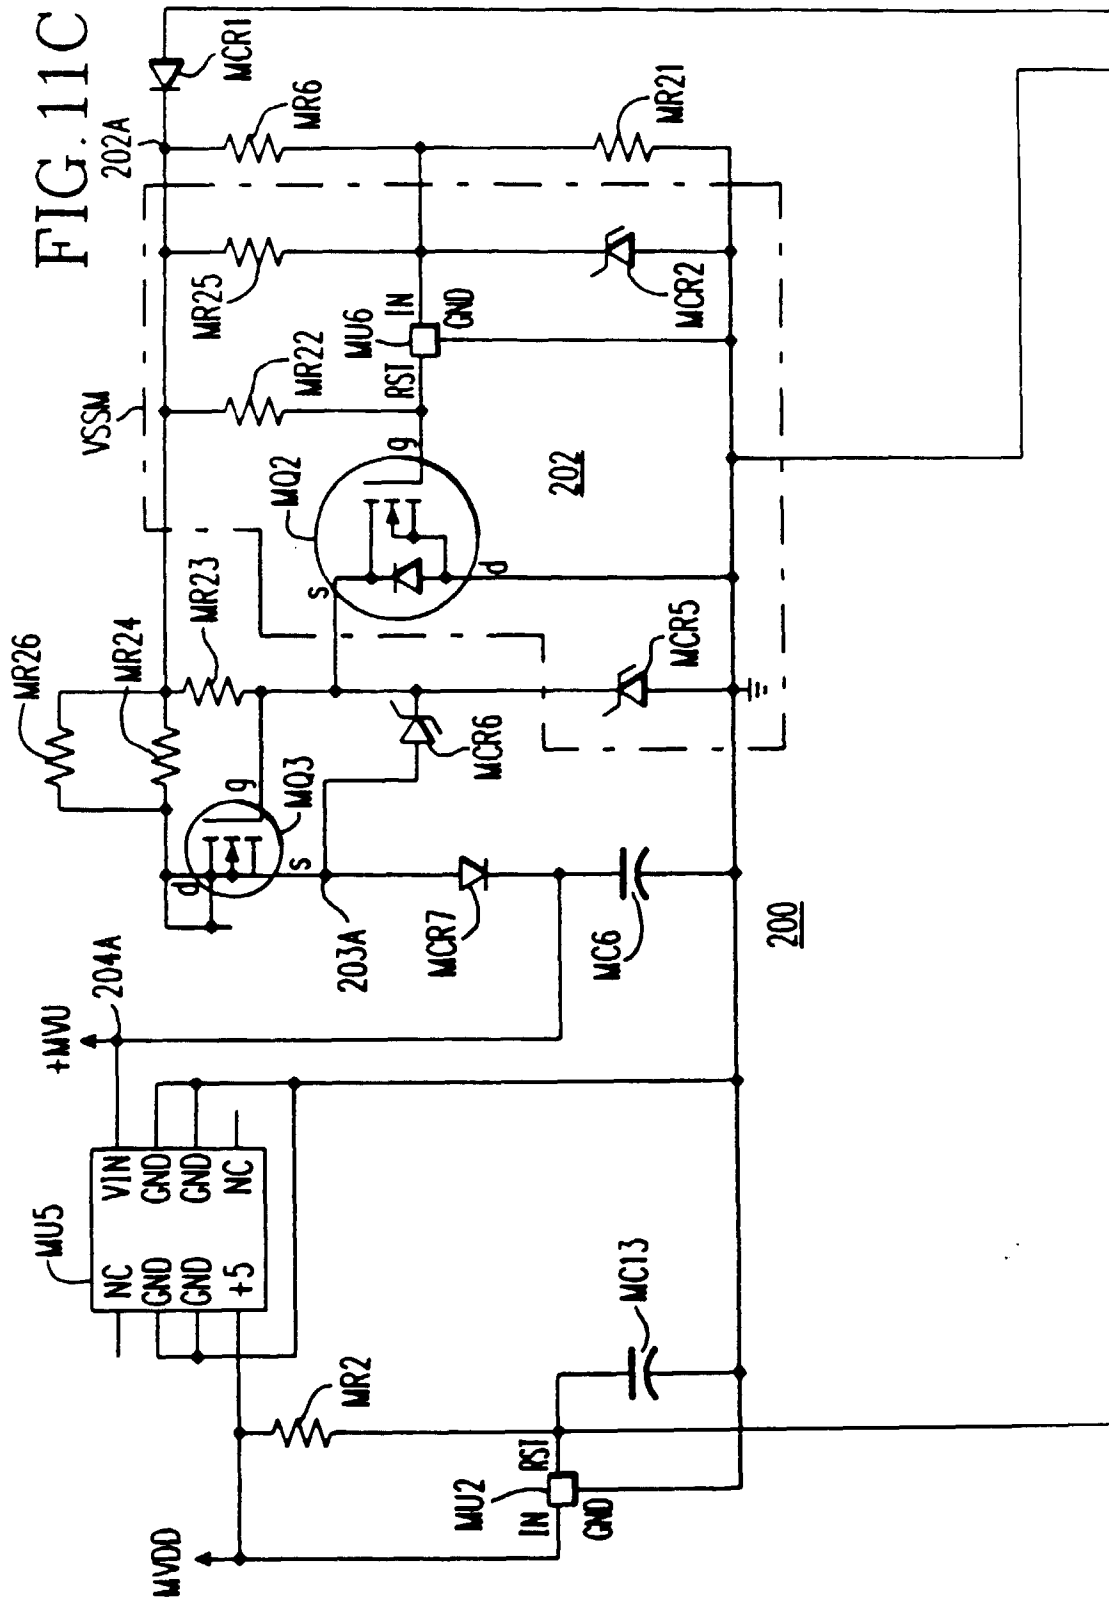 FIG. 11C
MCR1
202A
MR6
MR21
VSSM
MR25
MR22
MU6
IN
GND
RST
MCR2
MQ2
g
s
d
202
MR26
MR24
MR23
MCR5
MCR6
MQ3
g
d
s
203A
MCR7
MC6
200
+MVU
204A
MU5
NC
GND
GND
+5
VIN
GND
GND
NC
MR2
MC13
MVDD
MU2
IN
RST
GND